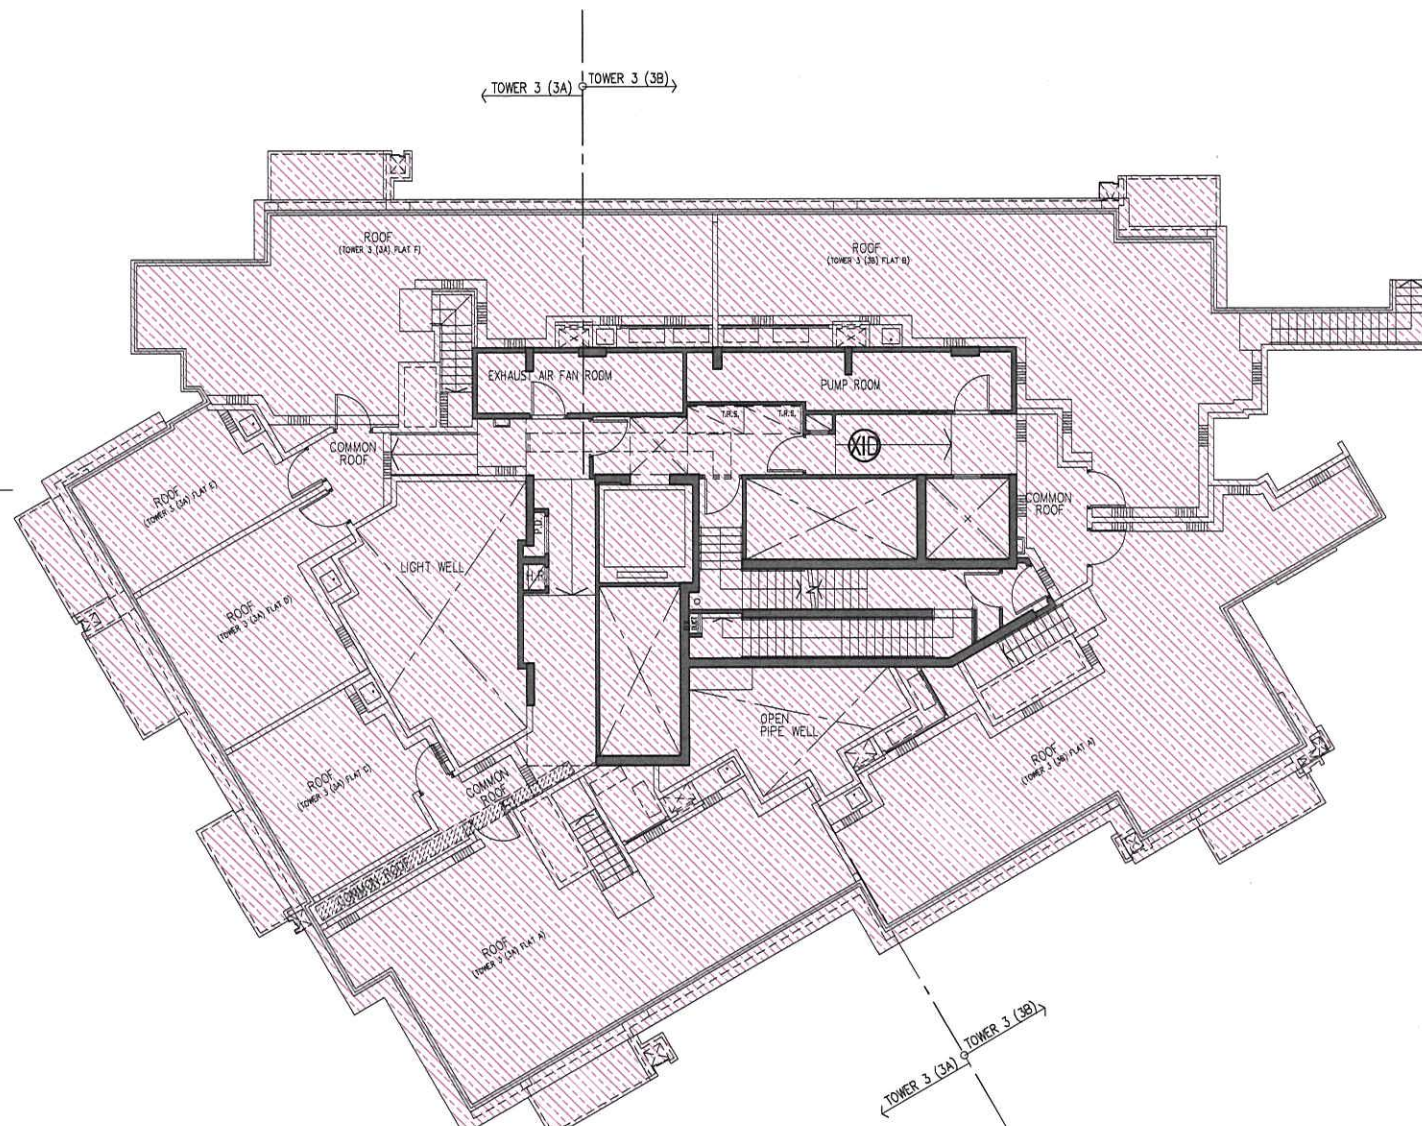 TOWER 3 (3A)
TOWER 3 (3B)
ROOF
(TOWER 3 (3A) FLAT F)
ROOF
(TOWER 3 (3B) FLAT B)
EXHAUST AIR FAN ROOM
PUMP ROOM
T.R.S.
T.R.S.
COMMON
ROOF
ROOF
(TOWER 3 (3A) FLAT E)
COMMON
ROOF
P.D.
H.R.
LIGHT WELL
ROOF
(TOWER 3 (3A) FLAT D)
OPEN
PIPE WELL
ROOF
(TOWER 3 (3B) FLAT A)
ROOF
(TOWER 3 (3A) FLAT C)
COMMON
ROOF
COMMON ROOF
ROOF
(TOWER 3 (3A) FLAT A)
TOWER 3 (3B)
TOWER 3 (3A)